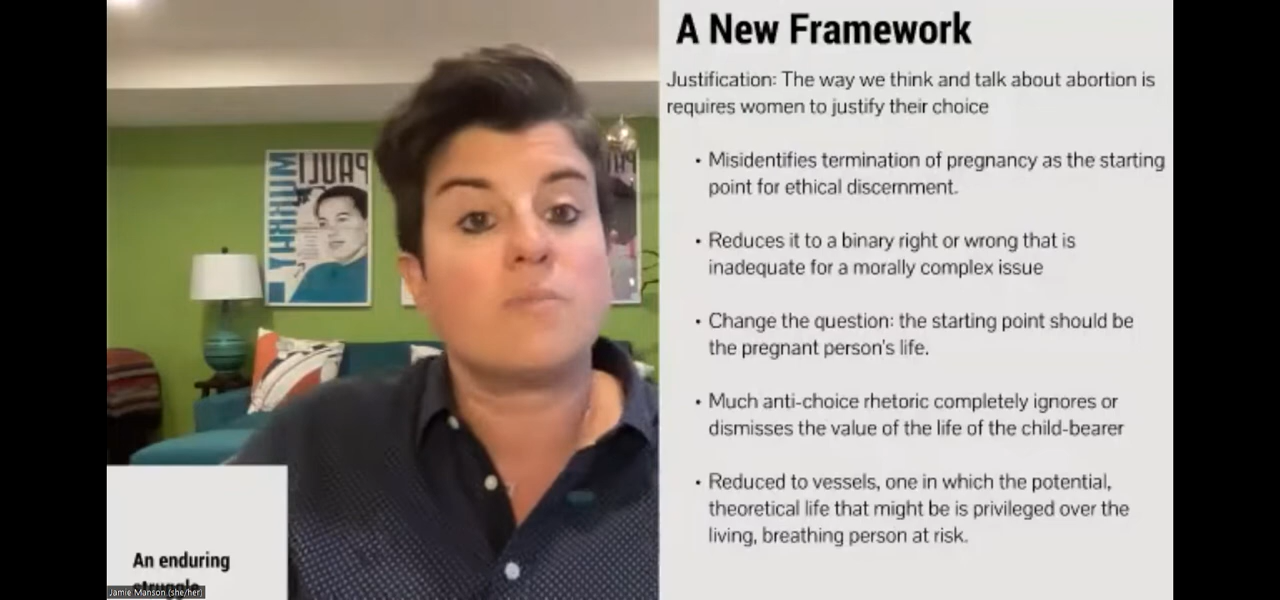 A New Framework
Justification: The way we think and talk about abortion is
requires women to justify their choice
• Misidentifies termination of pregnancy as the starting
point for ethical discernment.
• Reduces it to a binary right or wrong that is
inadequate for a morally complex issue
• Change the question: the starting point should be
the pregnant person's life.
• Much anti-choice rhetoric completely ignores or
dismisses the value of the life of the child-bearer
• Reduced to vessels, one in which the potential,
theoretical life that might be is privileged over the
living, breathing person at risk.
PAULI
MURRAY
An enduring
struggle
Jamie Manson (she/her)